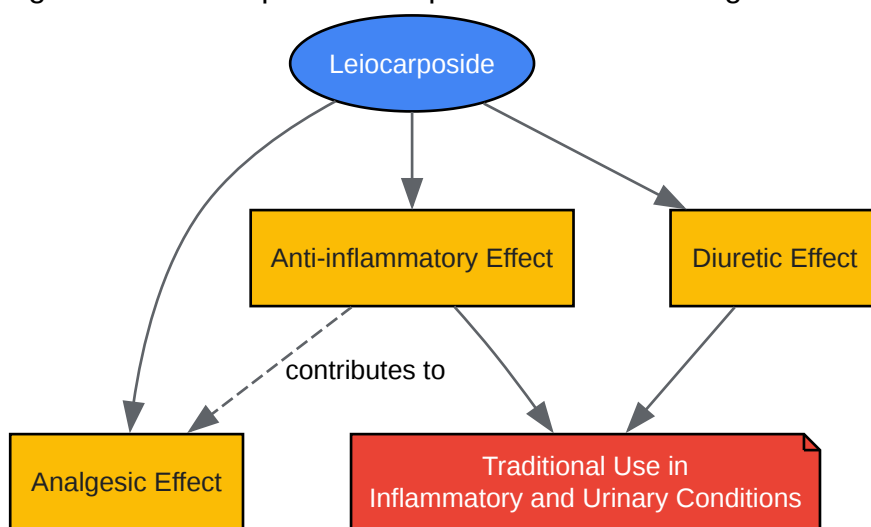 Leiocarposide
Anti-inflammatory Effect
Diuretic Effect
contributes to
Analgesic Effect
Traditional Use in
Inflammatory and Urinary Conditions